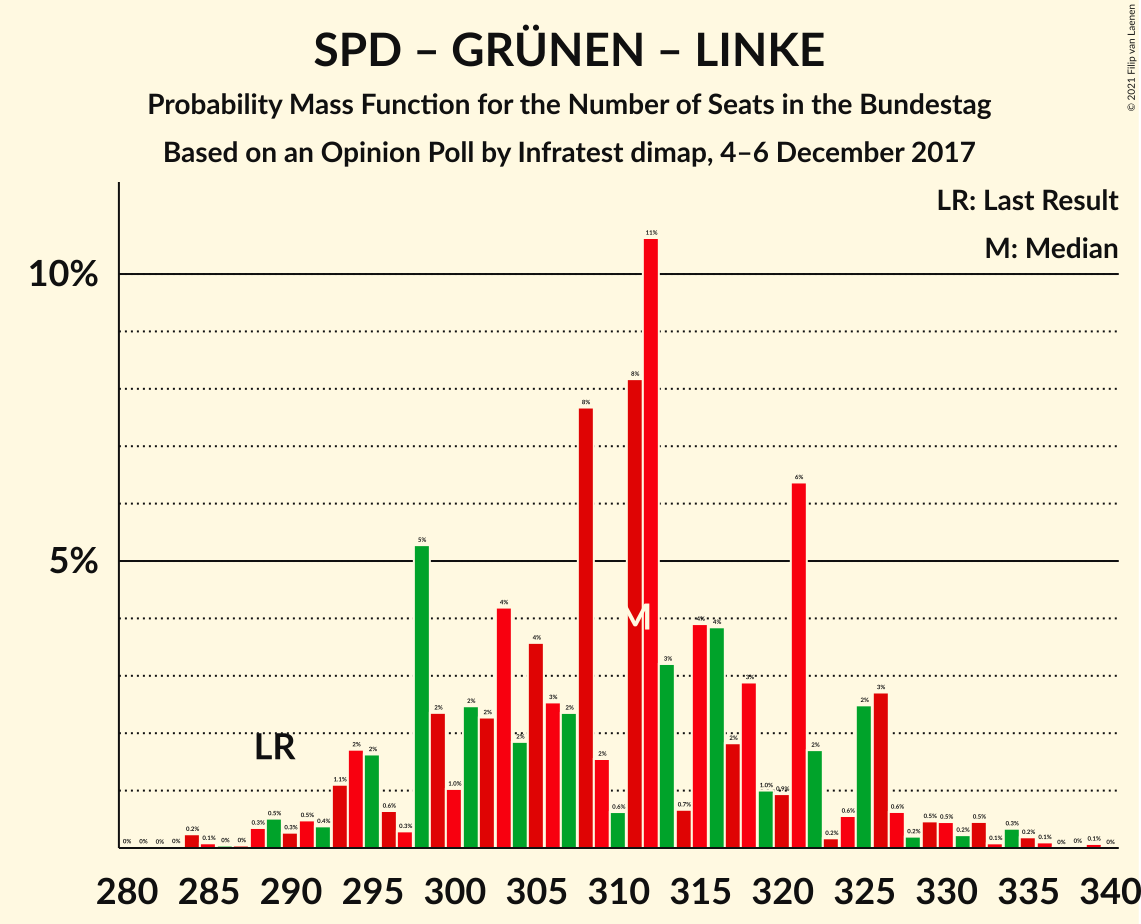 SPD – GRÜNEN – LINKE
Probability Mass Function for the Number of Seats in the Bundestag
Based on an Opinion Poll by Infratest dimap, 4–6 December 2017
© 2021 Filip van Laenen
LR: Last Result
M: Median
10%
5%
LR
M
0% 0% 0% 0% 0.2% 0.1% 0% 0% 0.3% 0.5% 0.3% 0.5% 0.4% 1.1% 2% 2% 0.6% 0.3% 5% 2% 1.0% 2% 2% 4% 2% 4% 3% 2% 8% 2% 0.6% 8% 11% 3% 0.7% 4% 4% 2% 3% 1.0% 0.9% 6% 2% 0.2% 0.6% 2% 3% 0.6% 0.2% 0.5% 0.5% 0.2% 0.5% 0.1% 0.3% 0.2% 0.1% 0% 0% 0.1% 0%
280 285 290 295 300 305 310 315 320 325 330 335 340